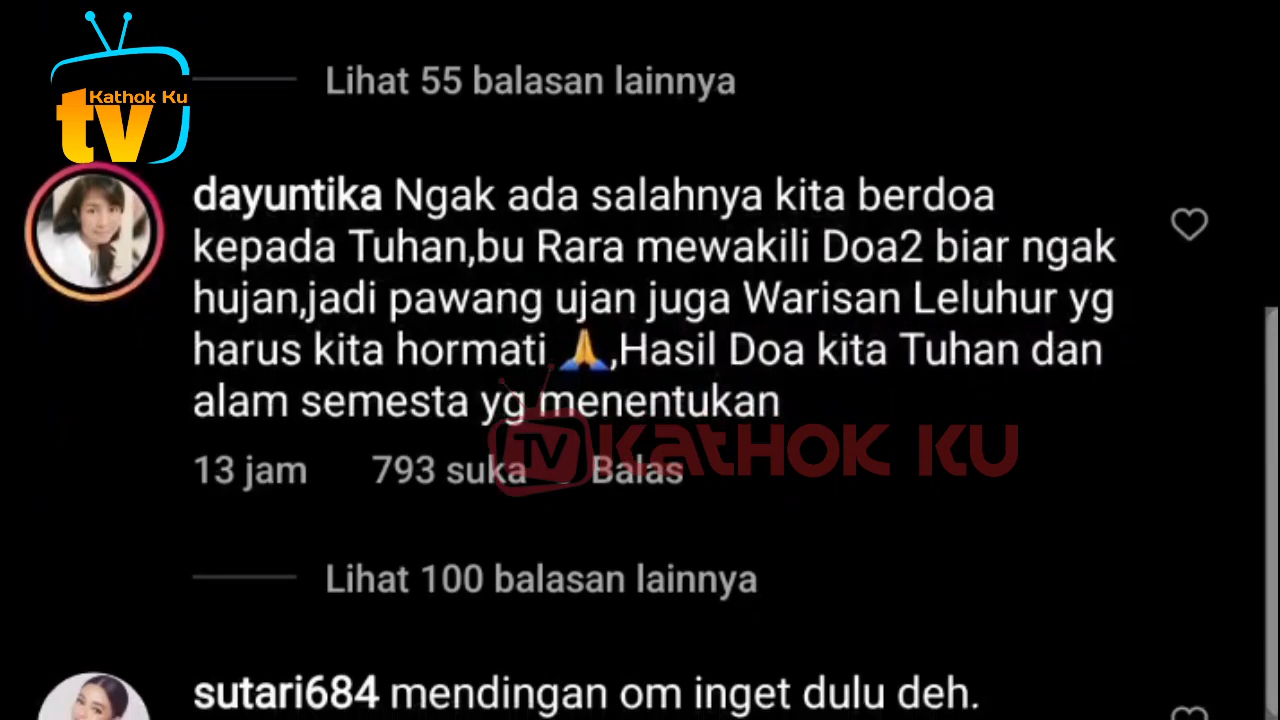 Kathok Ku
tv
Lihat 55 balasan lainnya
dayuntika Ngak ada salahnya kita berdoa
kepada Tuhan,bu Rara mewakili Doa2 biar ngak
hujan,jadi pawang ujan juga Warisan Leluhur yg
harus kita hormati 🙏,Hasil Doa kita Tuhan dan
alam semesta yg menentukan
TV KATHOK KU
13 jam 793 suka Balas
Lihat 100 balasan lainnya
sutari684 mendingan om inget dulu deh.